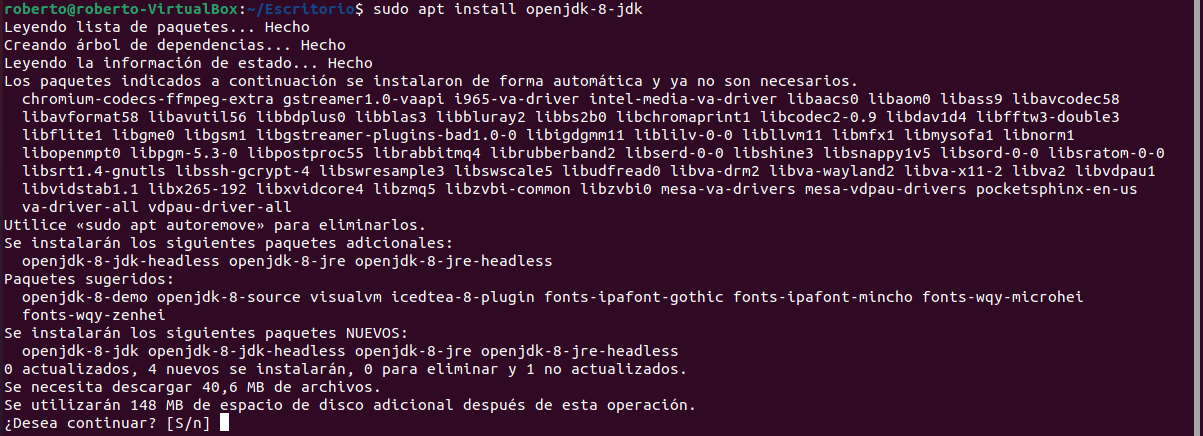 roberto@roberto-VirtualBox:~/Escritorio$ sudo apt install openjdk-8-jdk
Leyendo lista de paquetes... Hecho
Creando árbol de dependencias... Hecho
Leyendo la información de estado... Hecho
Los paquetes indicados a continuación se instalaron de forma automática y ya no son necesarios.
  chromium-codecs-ffmpeg-extra gstreamer1.0-vaapi i965-va-driver intel-media-va-driver libaacs0 libaom0 libass9 libavcodec58
  libavformat58 libavutil56 libbdplus0 libblas3 libbluray2 libbs2b0 libchromaprint1 libcodec2-0.9 libdav1d4 libfftw3-double3
  libflite1 libgme0 libgsm1 libgstreamer-plugins-bad1.0-0 libigdgmm11 liblilv-0-0 libllvm11 libmfx1 libmysofa1 libnorm1
  libopenmpt0 libpgm-5.3-0 libpostproc55 librabbitmq4 librubberband2 libserd-0-0 libshine3 libsnappy1v5 libsord-0-0 libsratom-0-0
  libsrt1.4-gnutls libssh-gcrypt-4 libswresample3 libswscale5 libudfread0 libva-drm2 libva-wayland2 libva-x11-2 libva2 libvdpau1
  libvidstab1.1 libx265-192 libxvidcore4 libzmq5 libzvbi-common libzvbi0 mesa-va-drivers mesa-vdpau-drivers pocketsphinx-en-us
  va-driver-all vdpau-driver-all
Utilice «sudo apt autoremove» para eliminarlos.
Se instalarán los siguientes paquetes adicionales:
  openjdk-8-jdk-headless openjdk-8-jre openjdk-8-jre-headless
Paquetes sugeridos:
  openjdk-8-demo openjdk-8-source visualvm icedtea-8-plugin fonts-ipafont-gothic fonts-ipafont-mincho fonts-wqy-microhei
  fonts-wqy-zenhei
Se instalarán los siguientes paquetes NUEVOS:
  openjdk-8-jdk openjdk-8-jdk-headless openjdk-8-jre openjdk-8-jre-headless
0 actualizados, 4 nuevos se instalarán, 0 para eliminar y 1 no actualizados.
Se necesita descargar 40,6 MB de archivos.
Se utilizarán 148 MB de espacio de disco adicional después de esta operación.
¿Desea continuar? [S/n]